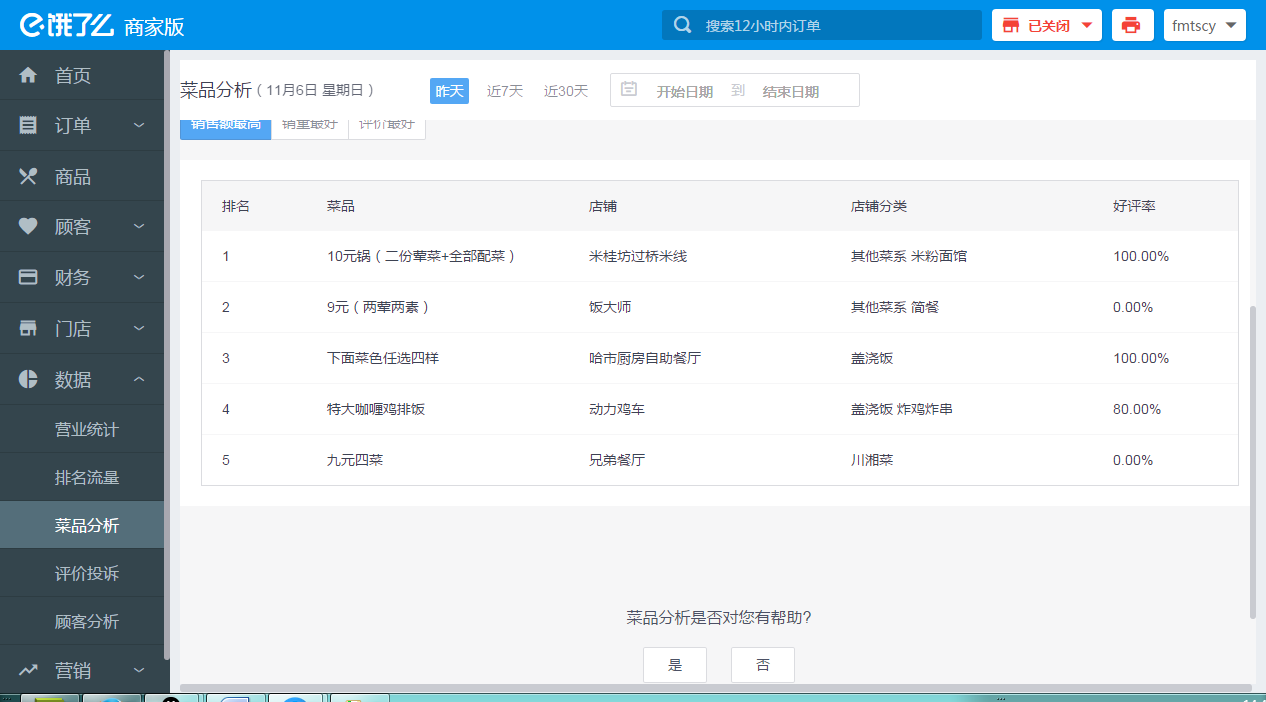 饿了么 商家版
搜索12小时内订单
已关闭
fmtscy
首页
订单
商品
顾客
财务
门店
数据
营业统计
排名流量
菜品分析
评价投诉
顾客分析
营销
菜品分析 ( 11月6日 星期日 )
昨天 近7天 近30天 开始日期 到 结束日期
销售额最高 销量最好 评价最好
排名 菜品 店铺 店铺分类 好评率
1 10元锅 ( 二份荤菜+全部配菜 ) 米桂坊过桥米线 其他菜系 米粉面馆 100.00%
2 9元 ( 两荤两素 ) 饭大师 其他菜系 简餐 0.00%
3 下面菜色任选四样 哈市厨房自助餐厅 盖浇饭 100.00%
4 特大咖喱鸡排饭 动力鸡车 盖浇饭 炸鸡炸串 80.00%
5 九元四菜 兄弟餐厅 川湘菜 0.00%
菜品分析是否对您有帮助?
是 否